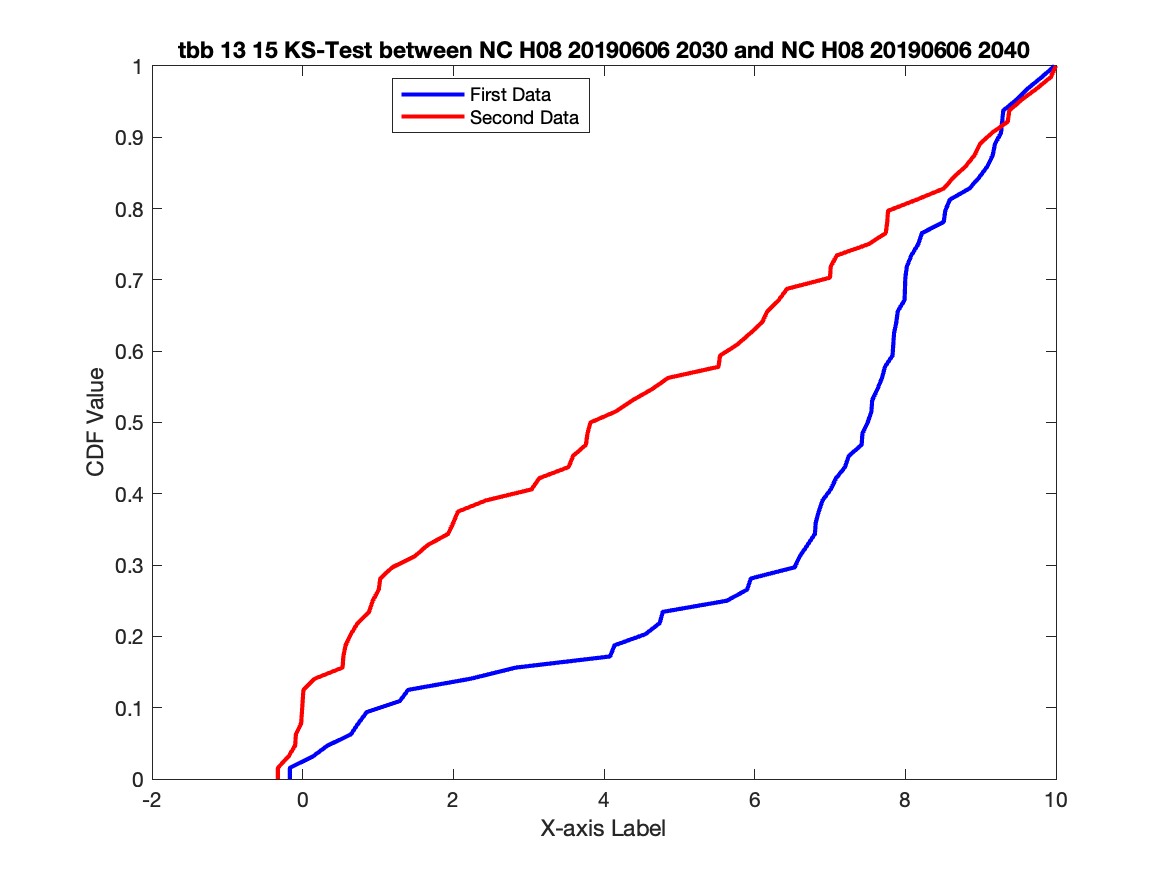 tbb 13 15 KS-Test between NC H08 20190606 2030 and NC H08 20190606 2040
First Data
Second Data
1
0.9
0.8
0.7
0.6
0.5
0.4
0.3
0.2
0.1
0
CDF Value
-2 0 2 4 6 8 10
X-axis Label